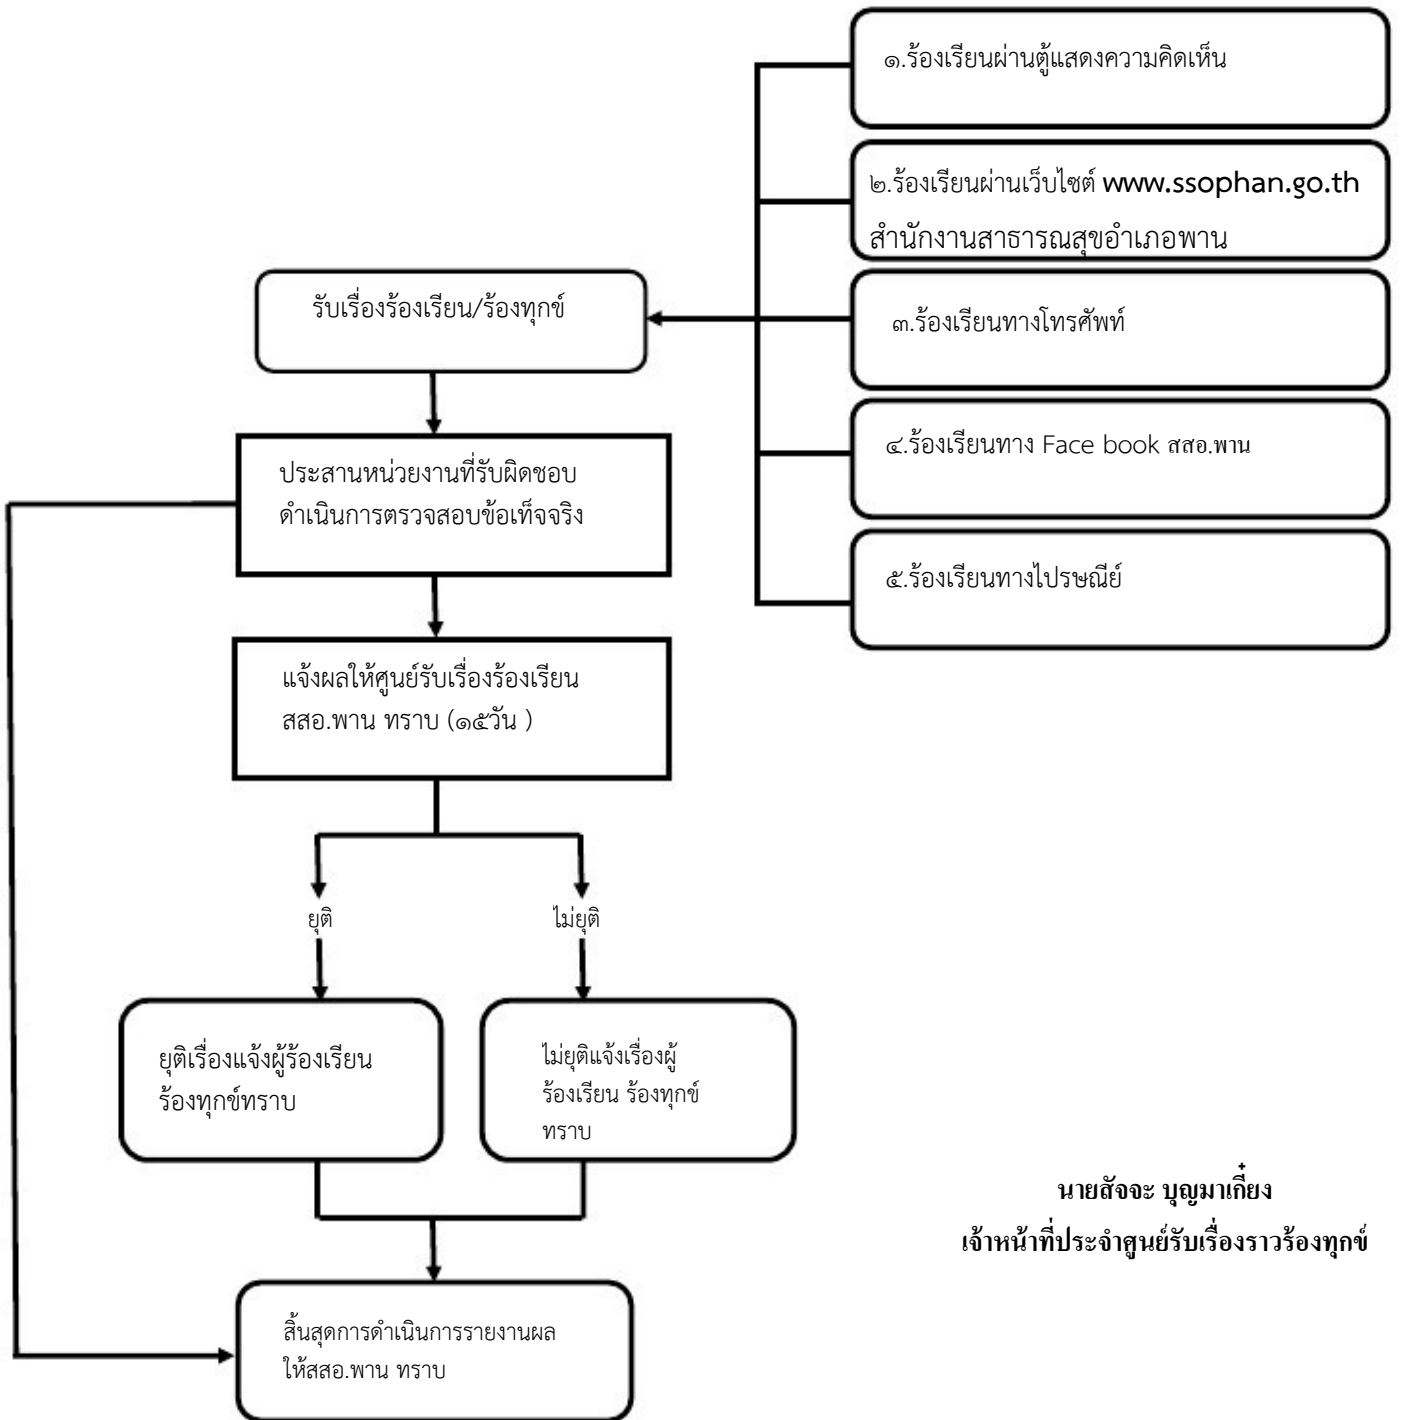 ๑.ร้องเรียนผ่านตู้แสดงความคิดเห็น
๒.ร้องเรียนผ่านเว็บไซต์ www.ssophan.go.th
สำนักงานสาธารณสุขอำเภอพาน
๓.ร้องเรียนทางโทรศัพท์
๔.ร้องเรียนทาง Face book สสอ.พาน
๕.ร้องเรียนทางไปรษณีย์
รับเรื่องร้องเรียน/ร้องทุกข์
ประสานหน่วยงานที่รับผิดชอบ
ดำเนินการตรวจสอบข้อเท็จจริง
แจ้งผลให้ศูนย์รับเรื่องร้องเรียน
สสอ.พาน ทราบ (๑๕วัน )
ยุติ
ไม่ยุติ
ยุติเรื่องแจ้งผู้ร้องเรียน
ร้องทุกข์ทราบ
ไม่ยุติแจ้งเรื่องผู้
ร้องเรียน ร้องทุกข์
ทราบ
สิ้นสุดการดำเนินการรายงานผล
ให้สสอ.พาน ทราบ
นายสัจจะ บุญมาเกี๋ยง
เจ้าหน้าที่ประจำศูนย์รับเรื่องราวร้องทุกข์